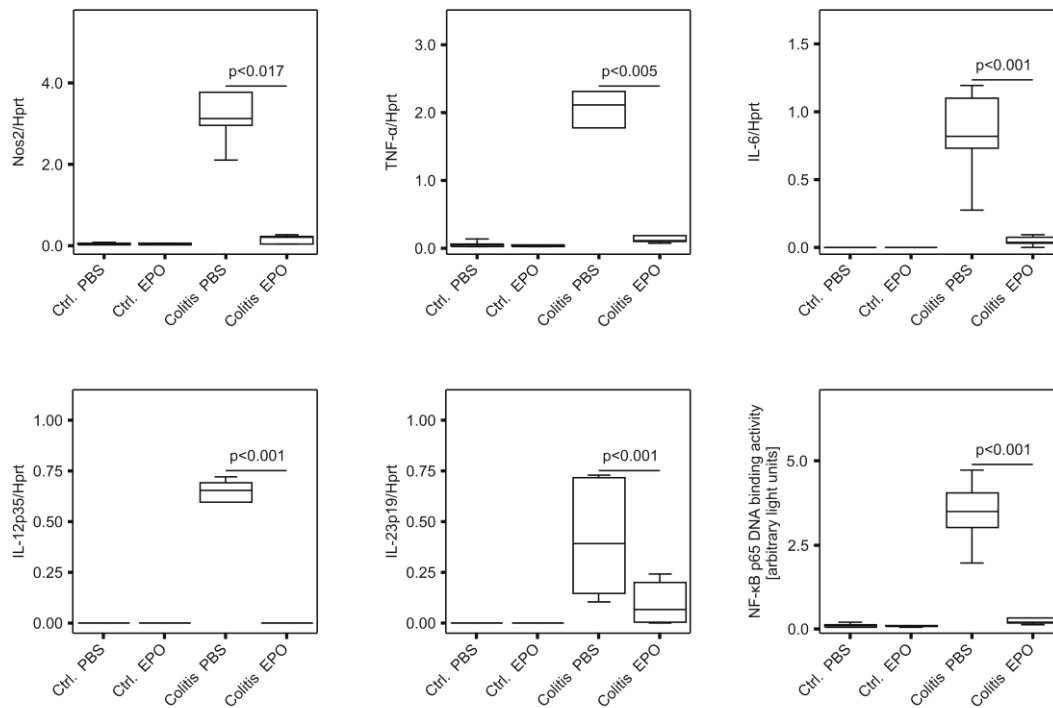 Nos2/Hprt
4.0
2.0
0.0
p<0.017
Ctrl. PBS
Ctrl. EPO
Colitis PBS
Colitis EPO
TNF-α/Hprt
3.0
2.0
1.0
0.0
p<0.005
Ctrl. PBS
Ctrl. EPO
Colitis PBS
Colitis EPO
IL-6/Hprt
1.5
1.0
0.5
0.0
p<0.001
Ctrl. PBS
Ctrl. EPO
Colitis PBS
Colitis EPO
IL-12p35/Hprt
1.00
0.75
0.50
0.25
0.00
p<0.001
Ctrl. PBS
Ctrl. EPO
Colitis PBS
Colitis EPO
IL-23p19/Hprt
1.00
0.75
0.50
0.25
0.00
p<0.001
Ctrl. PBS
Ctrl. EPO
Colitis PBS
Colitis EPO
NF-κB p65 DNA binding activity
[arbitrary light units]
5.0
2.5
0.0
p<0.001
Ctrl. PBS
Ctrl. EPO
Colitis PBS
Colitis EPO